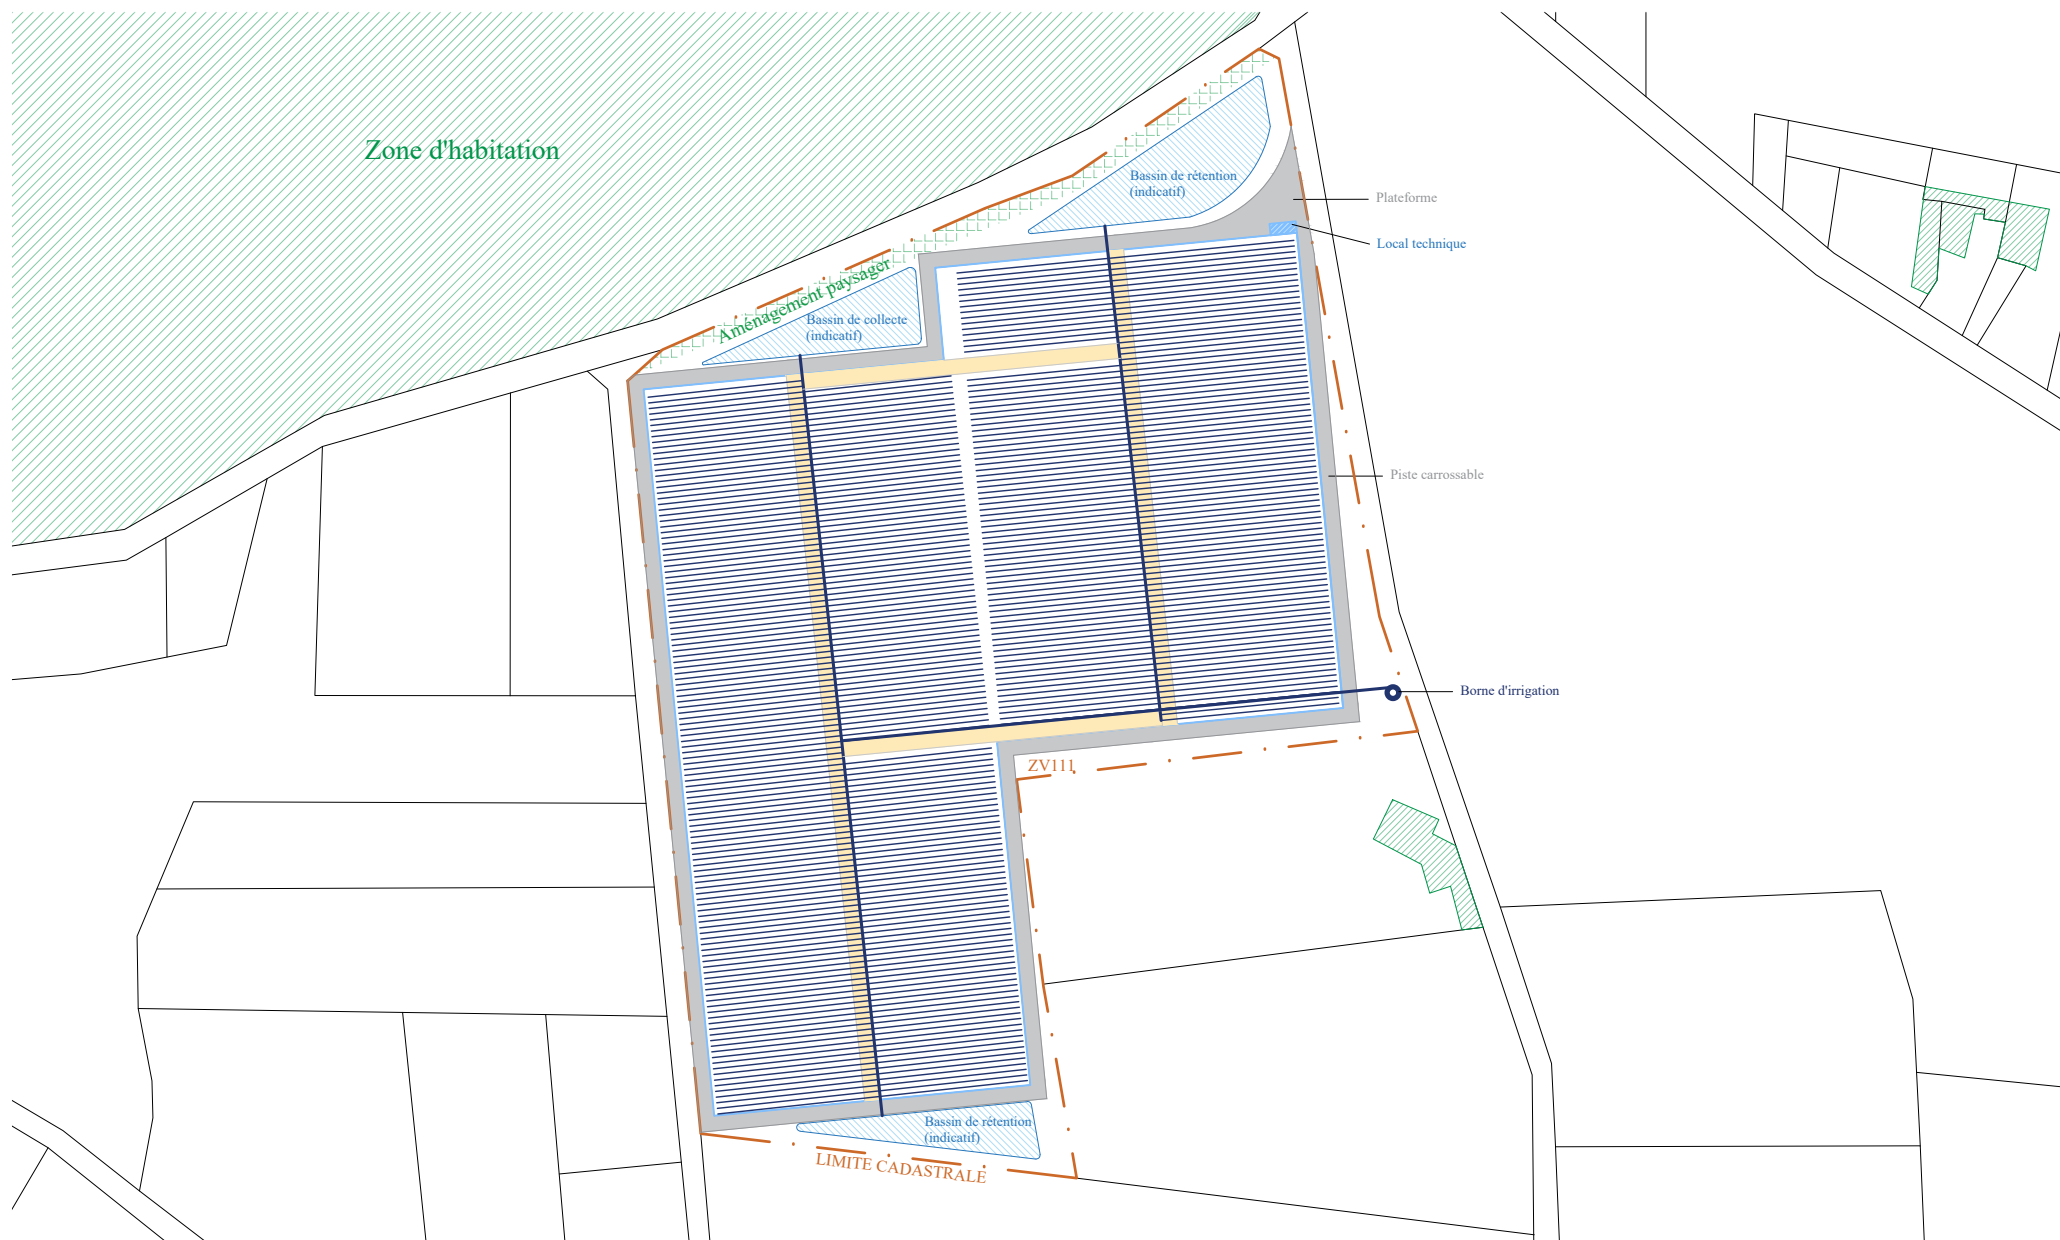 Zone d'habitation
Bassin de rétention
(indicatif)
Plateforme
Local technique
Aménagement paysager
Bassin de collecte
(indicatif)
Piste carrossable
Borne d'irrigation
ZV111
Bassin de rétention
(indicatif)
LIMITE CADASTRALE